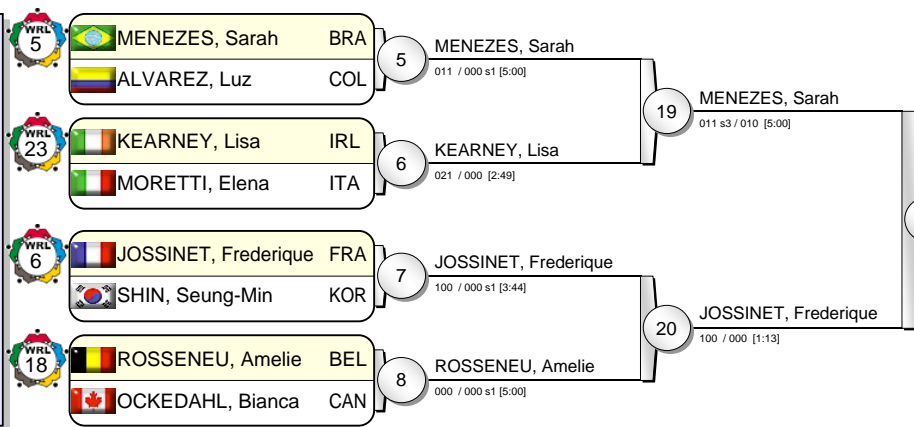 WRL
5
MENEZES, Sarah BRA
ALVAREZ, Luz COL
5
MENEZES, Sarah
011 / 000 s1 [5:00]
WRL
23
KEARNEY, Lisa IRL
MORETTI, Elena ITA
6
KEARNEY, Lisa
021 / 000 [2:49]
19
MENEZES, Sarah
011 s3 / 010 [5:00]
WRL
6
JOSSINET, Frederique FRA
SHIN, Seung-Min KOR
7
JOSSINET, Frederique
100 / 000 s1 [3:44]
WRL
18
ROSSENEU, Amelie BEL
OCKEDAHL, Bianca CAN
8
ROSSENEU, Amelie
000 / 000 s1 [5:00]
20
JOSSINET, Frederique
100 / 000 [1:13]